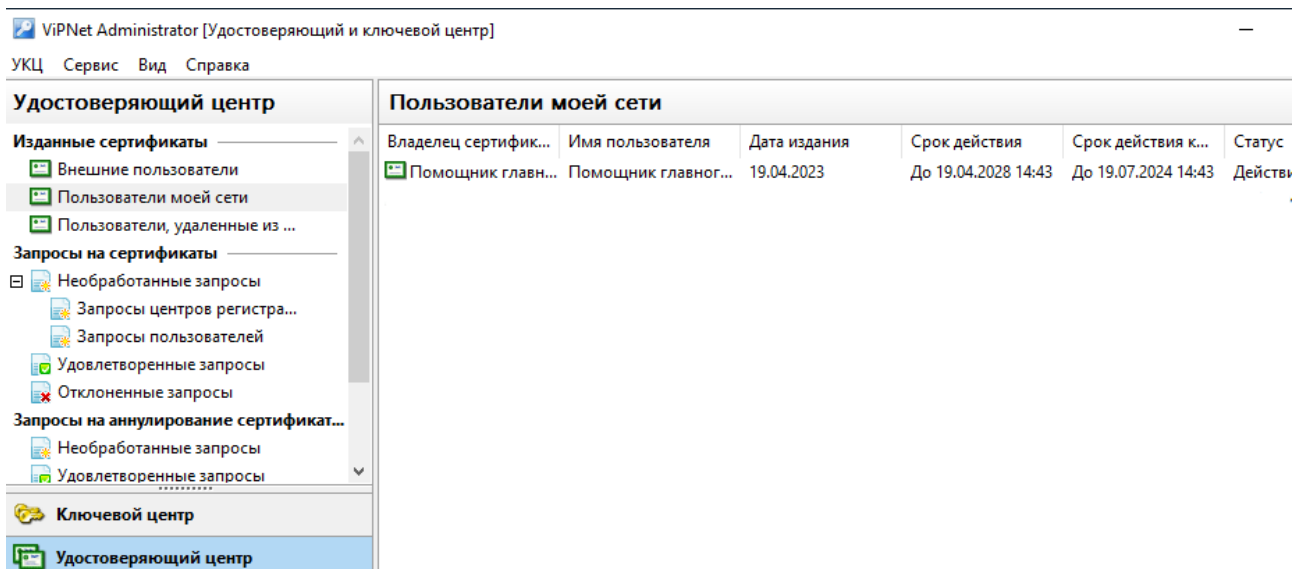 ViPNet Administrator [Удостоверяющий и ключевой центр]
УКЦ Сервис Вид Справка
Удостоверяющий центр
Изданные сертификаты
Внешние пользователи
Пользователи моей сети
Пользователи, удаленные из ...
Запросы на сертификаты
Необработанные запросы
Запросы центров регистра...
Запросы пользователей
Удовлетворенные запросы
Отклоненные запросы
Запросы на аннулирование сертификат...
Необработанные запросы
Удовлетворенные запросы
Ключевой центр
Удостоверяющий центр
Пользователи моей сети
Владелец сертифик... Имя пользователя Дата издания Срок действия Срок действия к... Статус
Помощник главн... Помощник главног... 19.04.2023 До 19.04.2028 14:43 До 19.07.2024 14:43 Действи